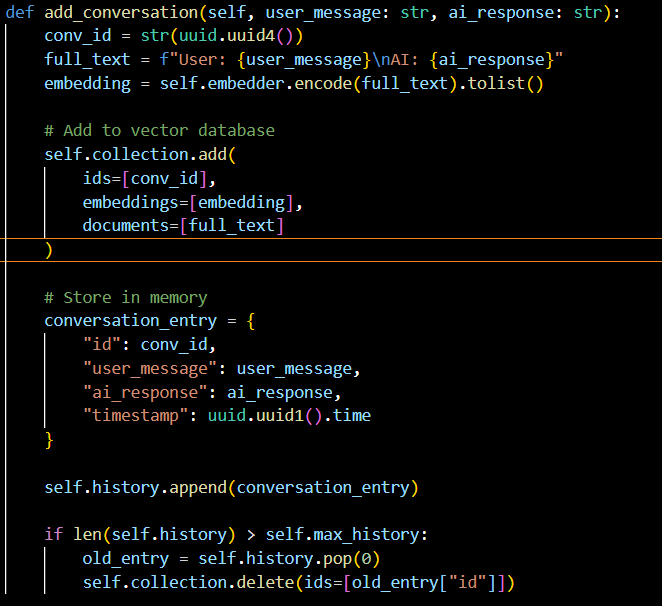 def add_conversation(self, user_message: str, ai_response: str):
    conv_id = str(uuid.uuid4())
    full_text = f"User: {user_message}\nAI: {ai_response}"
    embedding = self.embedder.encode(full_text).tolist()

    # Add to vector database
    self.collection.add(
        ids=[conv_id],
        embeddings=[embedding],
        documents=[full_text]
    )

    # Store in memory
    conversation_entry = {
        "id": conv_id,
        "user_message": user_message,
        "ai_response": ai_response,
        "timestamp": uuid.uuid1().time
    }

    self.history.append(conversation_entry)

    if len(self.history) > self.max_history:
        old_entry = self.history.pop(0)
        self.collection.delete(ids=[old_entry["id"]])